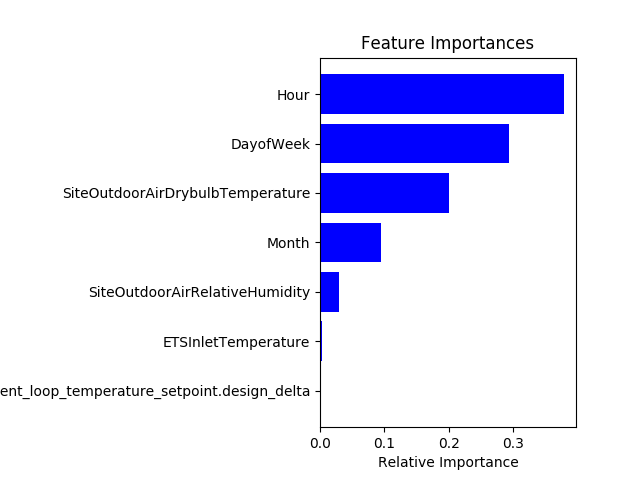 Feature Importances
Hour
DayofWeek
SiteOutdoorAirDrybulbTemperature
Month
SiteOutdoorAirRelativeHumidity
ETSInletTemperature
ent_loop_temperature_setpoint.design_delta
0.0 0.1 0.2 0.3
Relative Importance